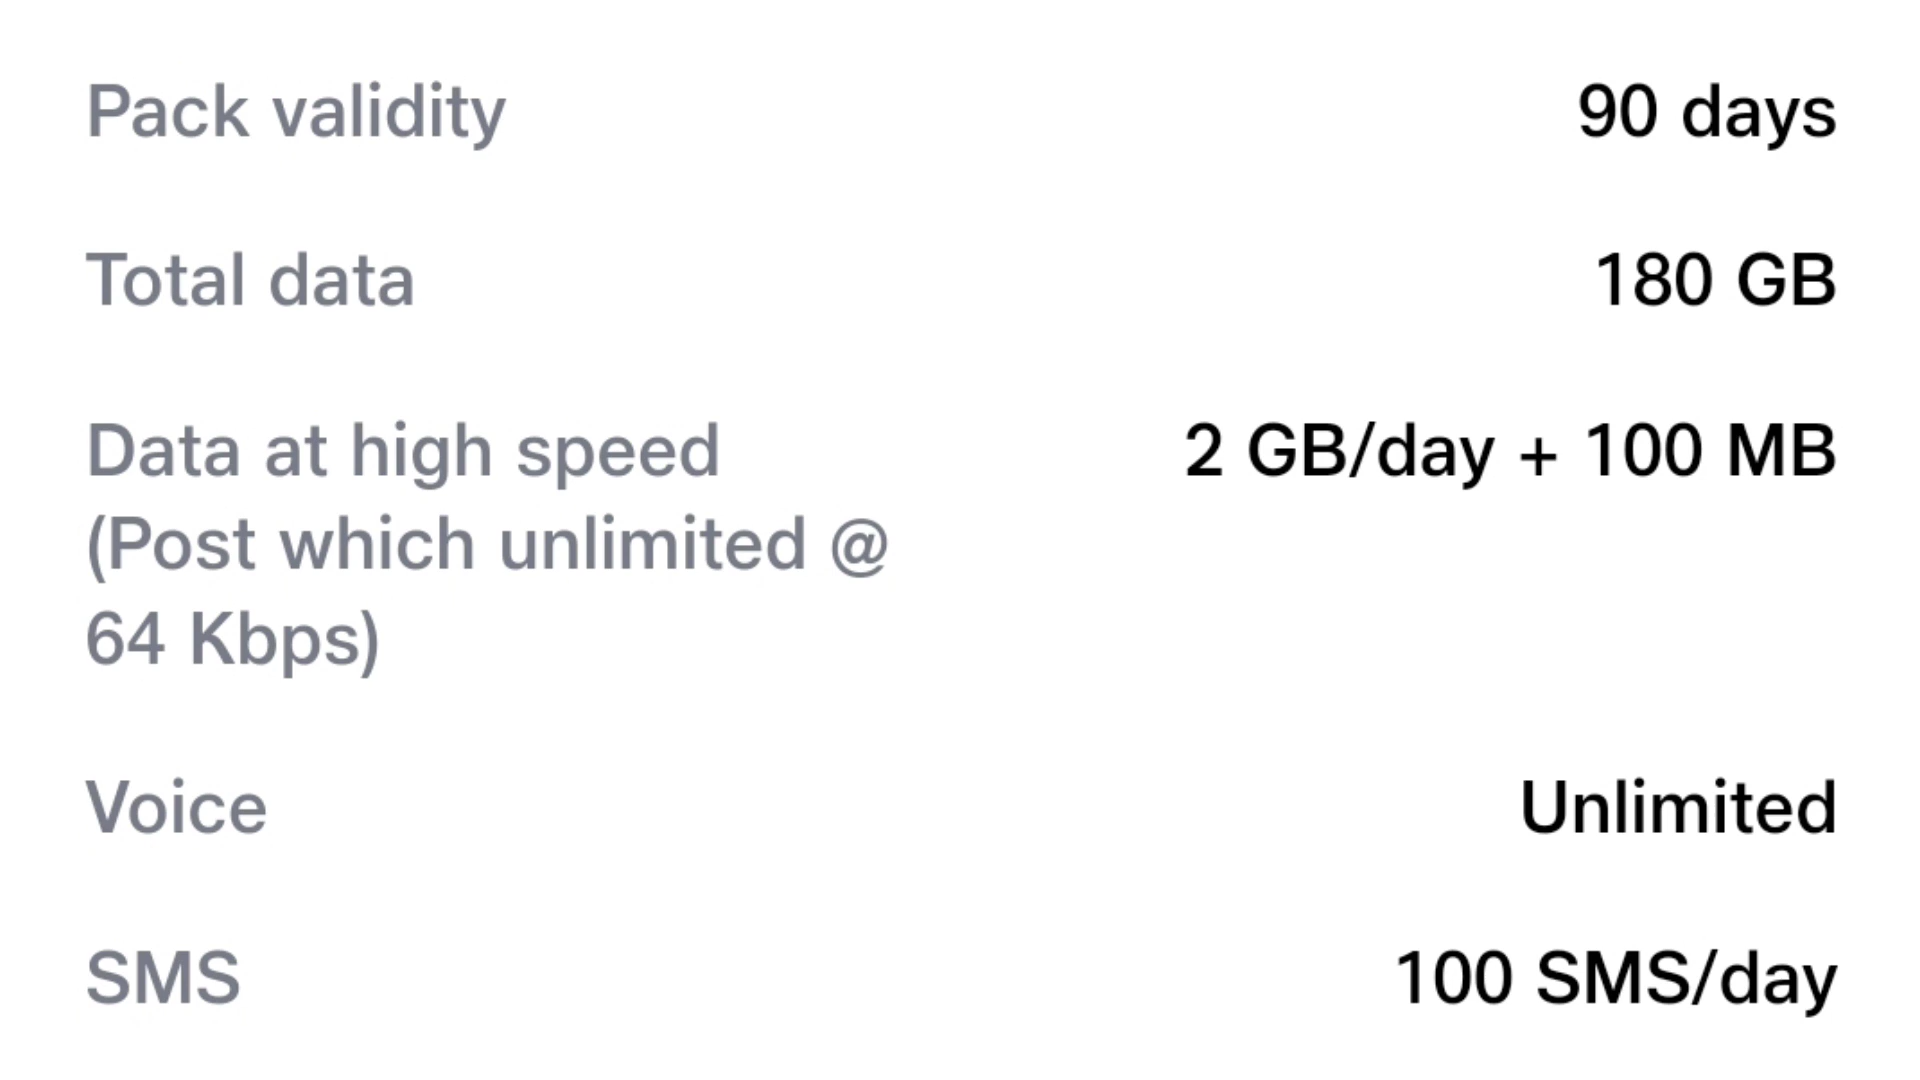 Pack validity 90 days
Total data 180 GB
Data at high speed 2 GB/day + 100 MB
(Post which unlimited @
64 Kbps)
Voice Unlimited
SMS 100 SMS/day